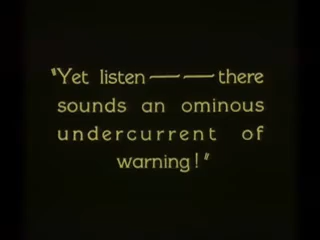 "Yet listen — — there
sounds an ominous
undercurrent of
warning!"